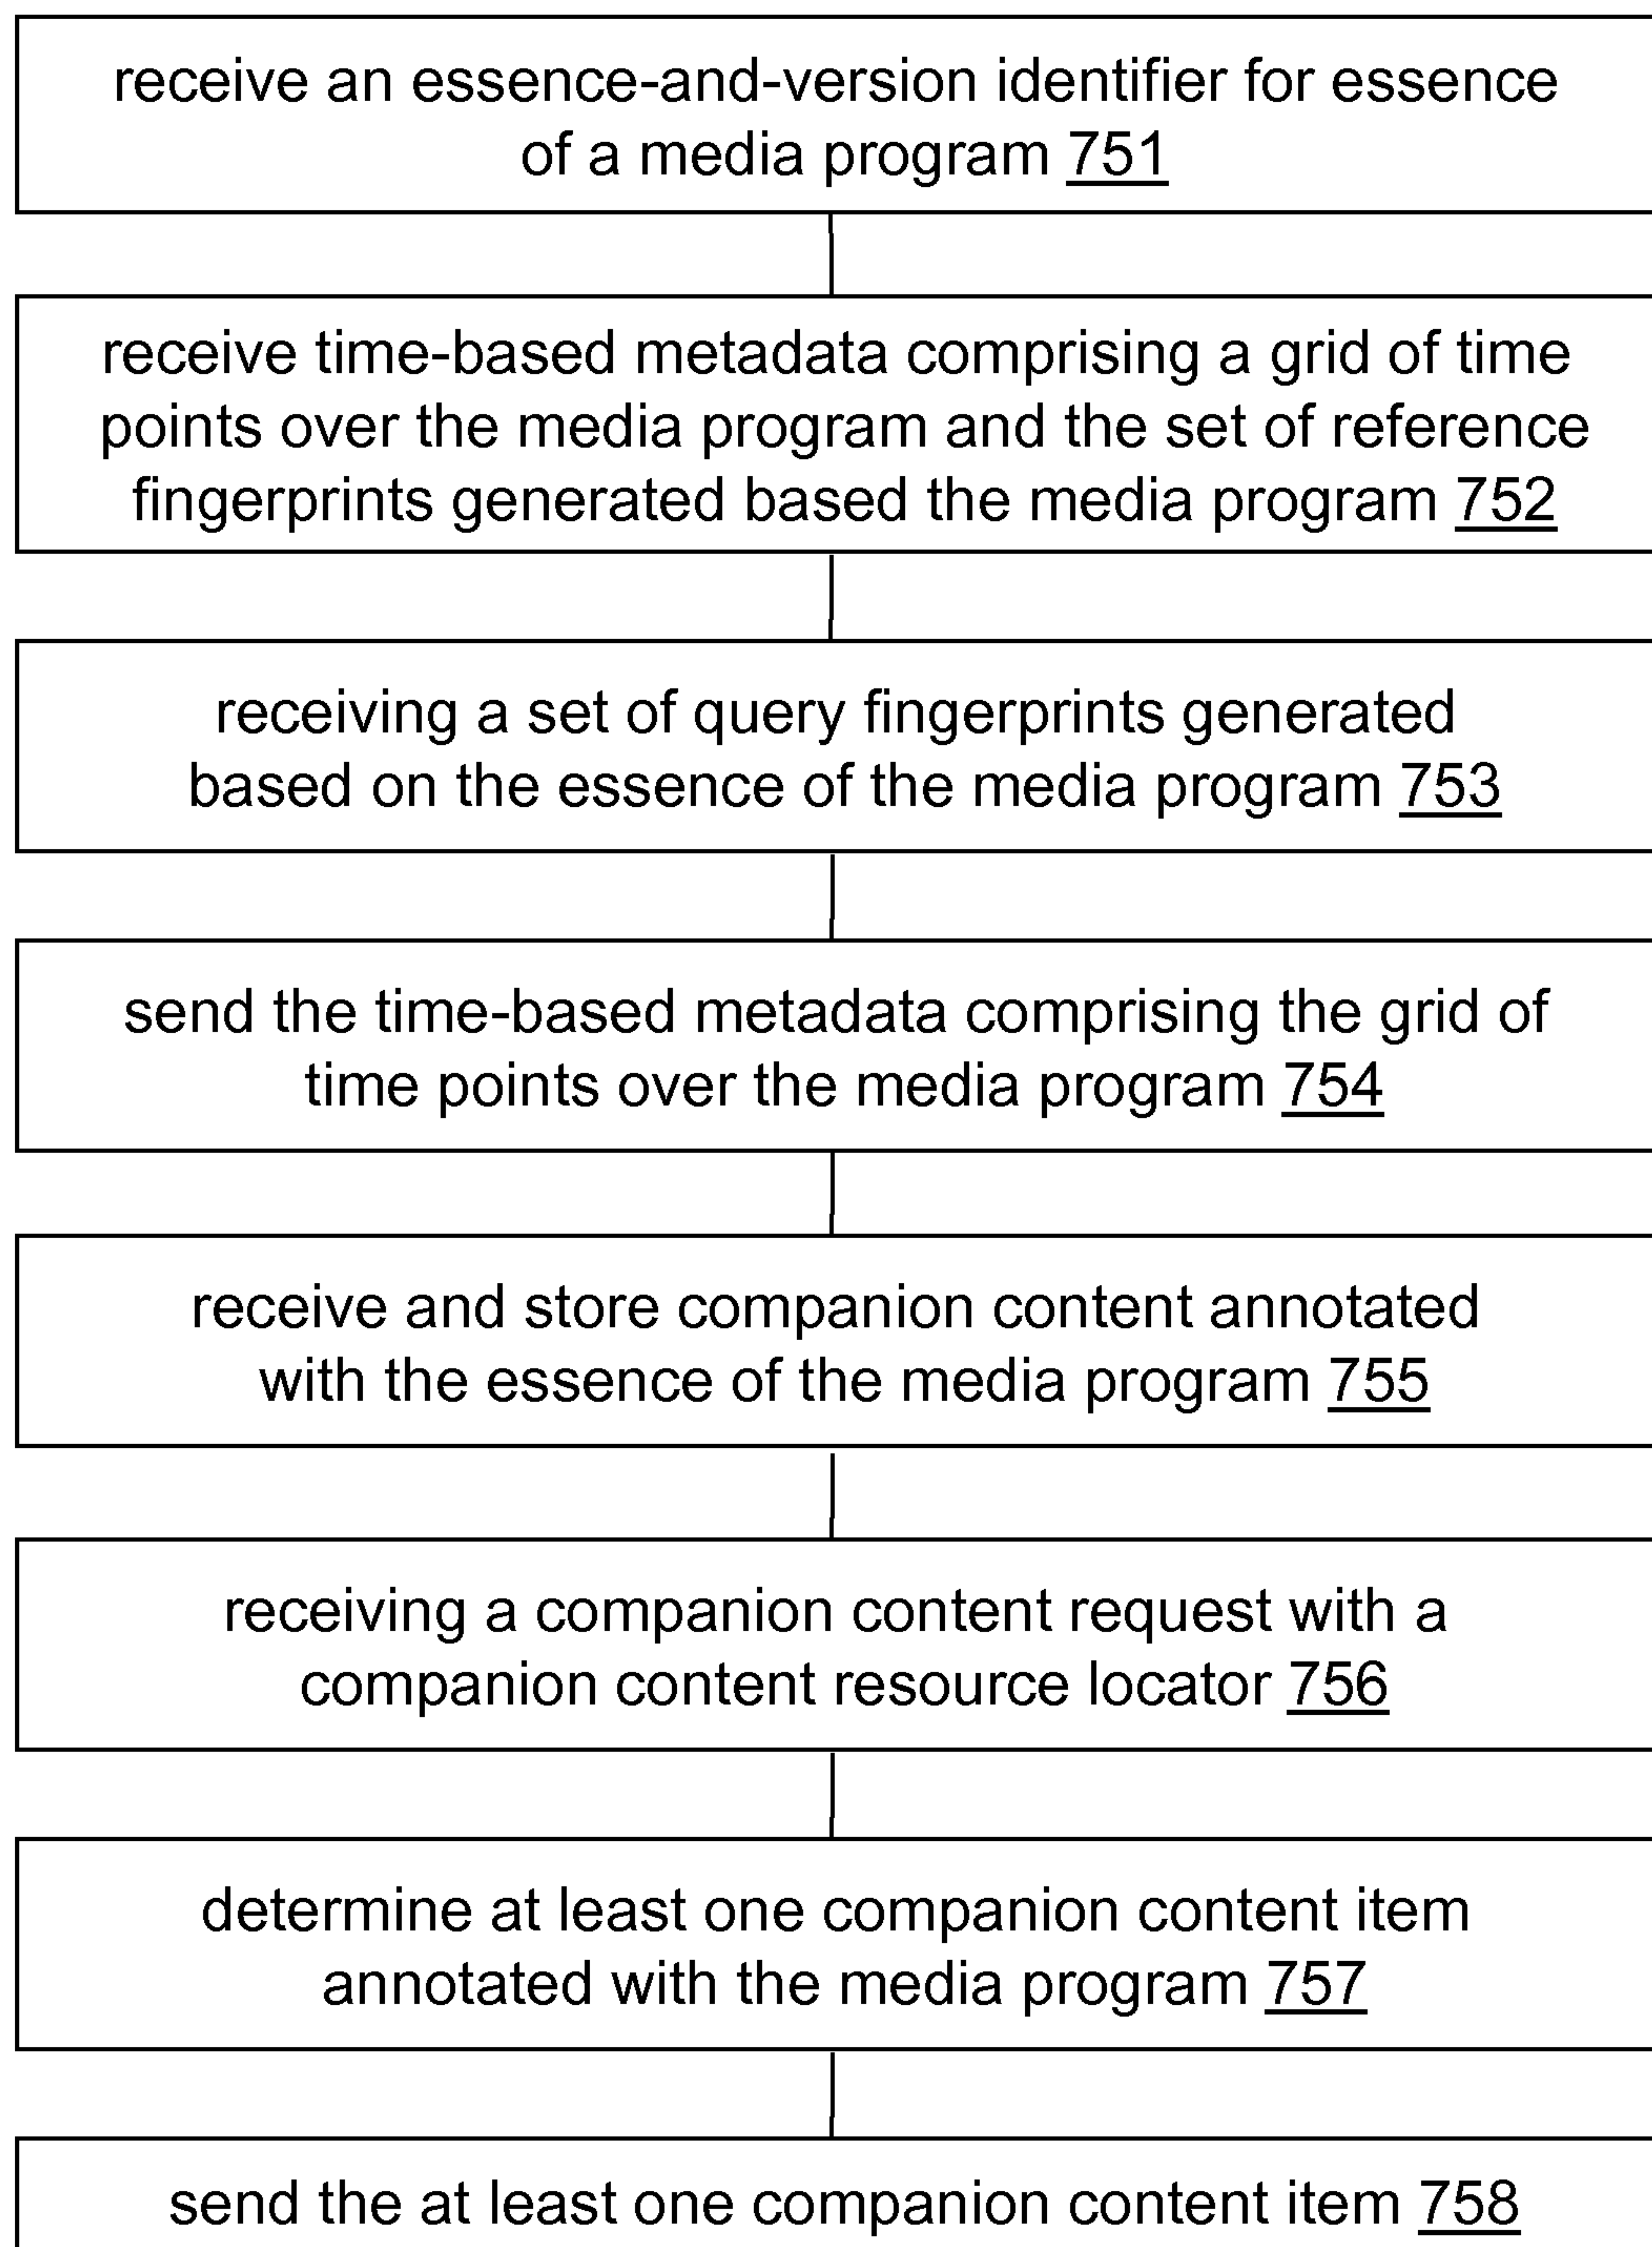 receive an essence-and-version identifier for essence
of a media program 751
receive time-based metadata comprising a grid of time
points over the media program and the set of reference
fingerprints generated based the media program 752
receiving a set of query fingerprints generated
based on the essence of the media program 753
send the time-based metadata comprising the grid of
time points over the media program 754
receive and store companion content annotated
with the essence of the media program 755
receiving a companion content request with a
companion content resource locator 756
determine at least one companion content item
annotated with the media program 757
send the at least one companion content item 758